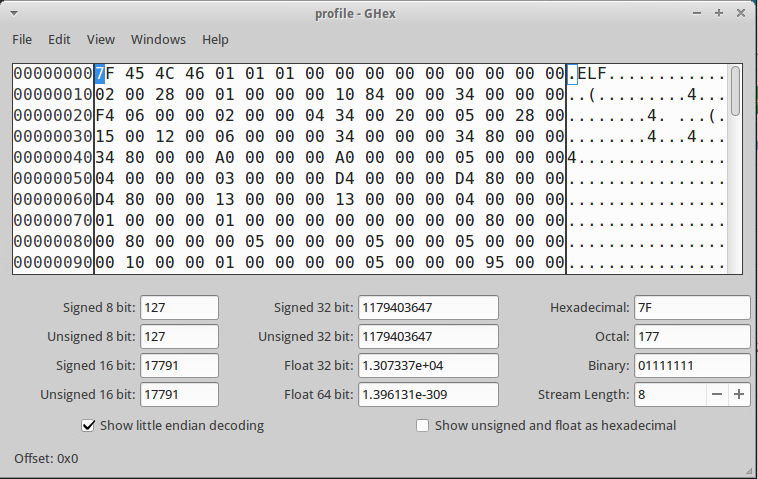 profile - GHex
File Edit View Windows Help
00000000 7F 45 4C 46 01 01 01 00 00 00 00 00 00 00 00 00 .ELF............
00000010 02 00 28 00 01 00 00 00 10 84 00 00 34 00 00 00 ..(.........4...
00000020 F4 06 00 00 02 00 00 04 34 00 20 00 05 00 28 00 ........4. ...(.
00000030 15 00 12 00 06 00 00 00 34 00 00 00 34 80 00 00 ........4...4...
00000040 34 80 00 00 A0 00 00 00 A0 00 00 00 05 00 00 00 4...............
00000050 04 00 00 00 03 00 00 00 D4 00 00 00 D4 80 00 00 ................
00000060 D4 80 00 00 13 00 00 00 13 00 00 00 04 00 00 00 ................
00000070 01 00 00 00 01 00 00 00 00 00 00 00 00 80 00 00 ................
00000080 00 80 00 00 00 05 00 00 00 05 00 00 05 00 00 00 ................
00000090 00 10 00 00 01 00 00 00 00 05 00 00 00 95 00 00 ................
Signed 8 bit: 127 Signed 32 bit: 1179403647 Hexadecimal: 7F
Unsigned 8 bit: 127 Unsigned 32 bit: 1179403647 Octal: 177
Signed 16 bit: 17791 Float 32 bit: 1.307337e+04 Binary: 01111111
Unsigned 16 bit: 17791 Float 64 bit: 1.396131e-309 Stream Length: 8
Show little endian decoding Show unsigned and float as hexadecimal
Offset: 0x0